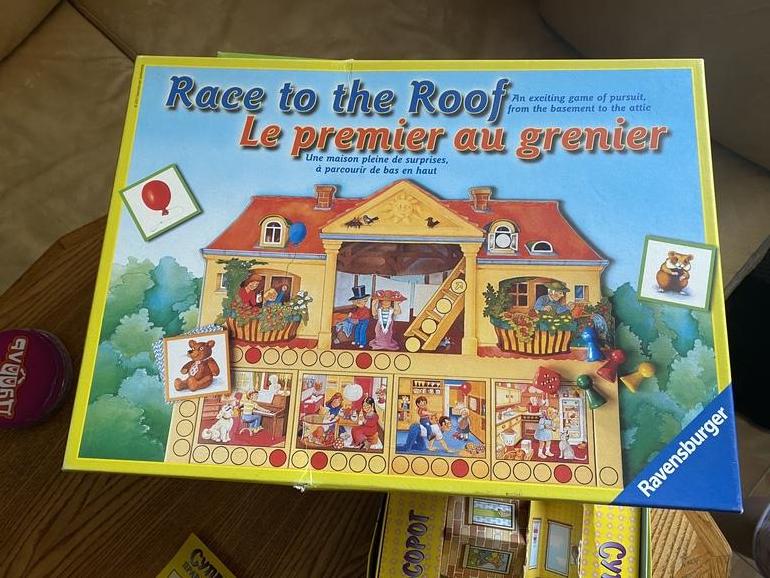 Race to the Roof
An exciting game of pursuit,
from the basement to the attic
Le premier au grenier
Une maison pleine de surprises,
à parcourir de bas en haut
Ravensburger